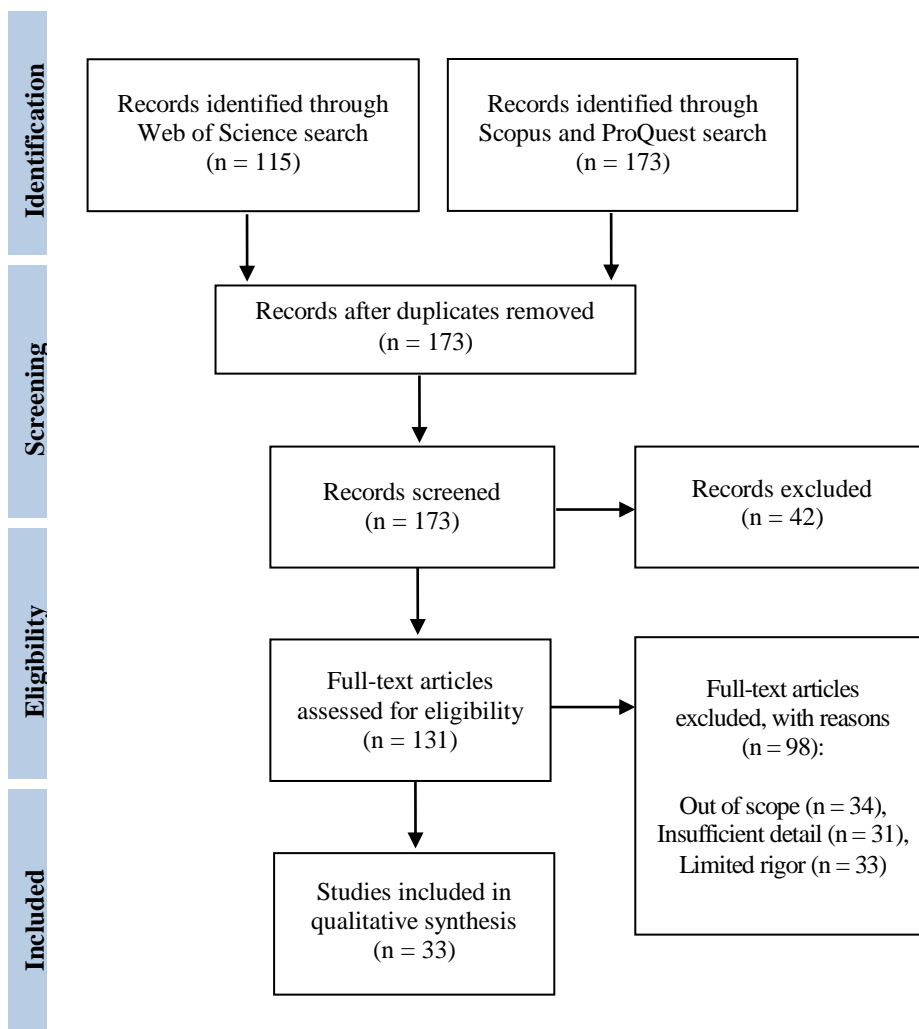 Identification
Records identified through
Web of Science search
(n = 115)
Records identified through
Scopus and ProQuest search
(n = 173)
Screening
Records after duplicates removed
(n = 173)
Records screened
(n = 173)
Records excluded
(n = 42)
Eligibility
Full-text articles
assessed for eligibility
(n = 131)
Full-text articles
excluded, with reasons
(n = 98):
Out of scope (n = 34),
Insufficient detail (n = 31),
Limited rigor (n = 33)
Included
Studies included in
qualitative synthesis
(n = 33)